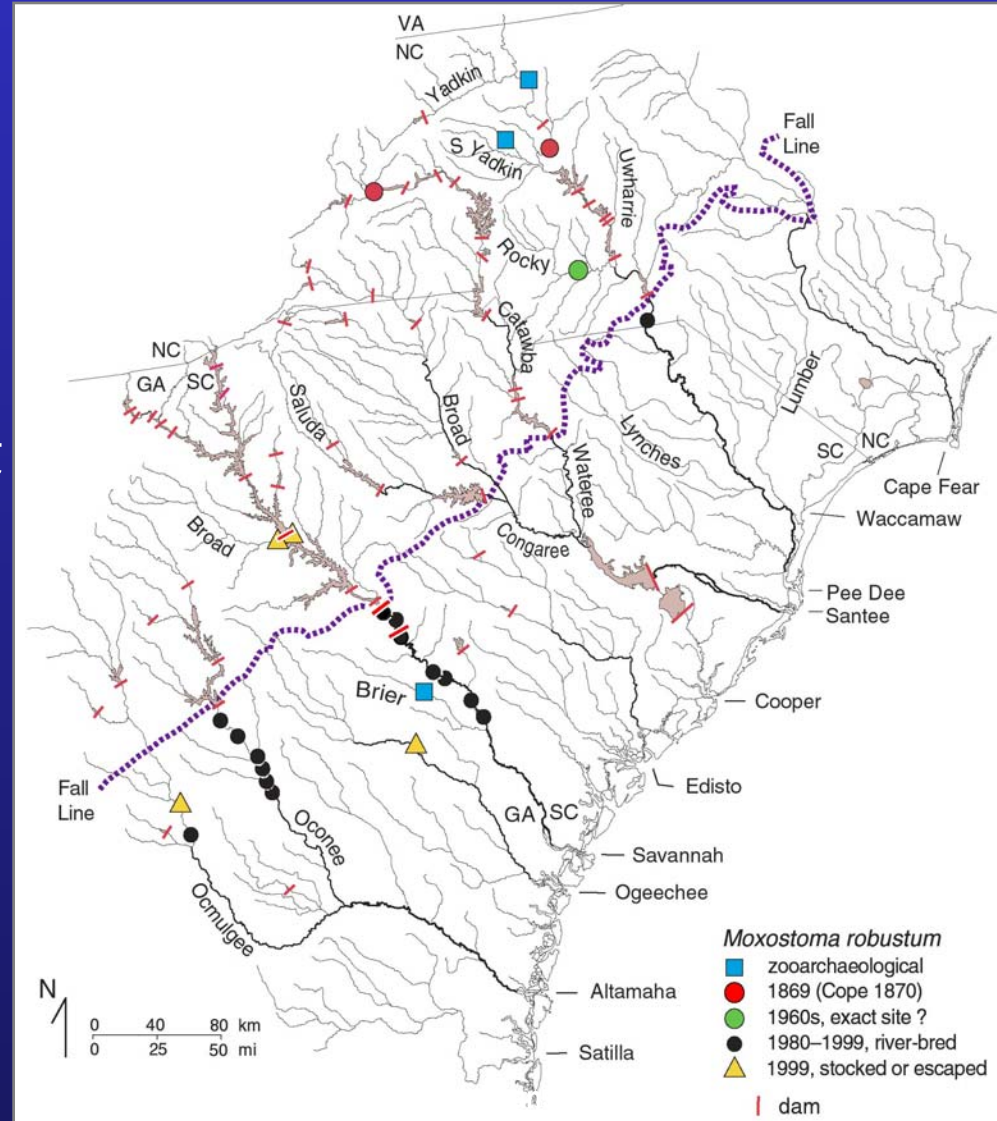 VA
NC
Yadkin
S Yadkin
Uwharrie
Fall
Line
Rocky
Catawba
NC
GA
SC
Saluda
Broad
Lumber
Lynches
Wateree
SC
NC
Cape Fear
Waccamaw
Broad
Congaree
Pee Dee
Santee
Brier
Cooper
Fall
Line
Edisto
GA
SC
Oconee
Savannah
Ogeechee
Ocmulgee
Altamaha
Satilla
N
0 40 80 km
0 25 50 mi
Moxostoma robustum
zooarchaeological
1869 (Cope 1870)
1960s, exact site ?
1980–1999, river-bred
1999, stocked or escaped
dam